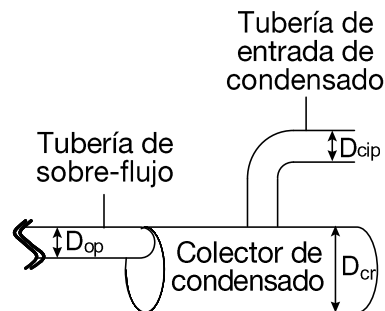 Tubería de
entrada de
condensado
Dcip
Tubería de
sobre-flujo
Dop
Colector de
condensado
Dcr